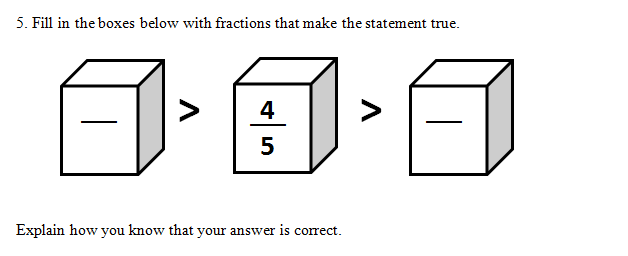 5. Fill in the boxes below with fractions that make the statement true.
> 4/5 >
Explain how you know that your answer is correct.